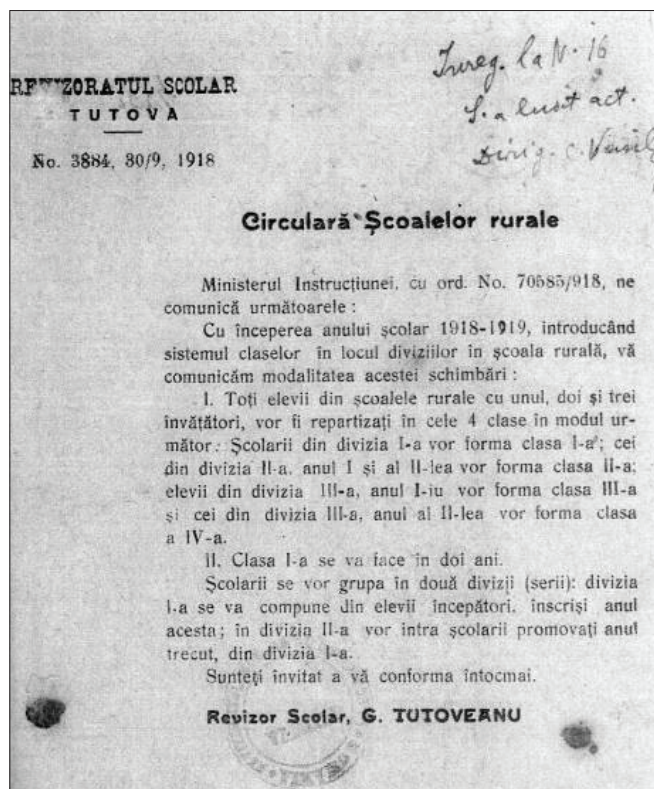 Inreg. la N. 16
S. a luat act.
Dirig. C. Vasil
REVIZORATUL SCOLAR
TUTOVA
No. 3884, 30/9, 1918
Circulară Școalelor rurale
Ministerul Instrucțiunei, cu ord. No. 70585/918, ne
comunică următoarele :
Cu începerea anului școlar 1918-1919, introducând
sistemul claselor în locul diviziilor în școala rurală, vă
comunicăm modalitatea acestei schimbări :
I. Toți elevii din școalele rurale cu unul, doi și trei
învățători, vor fi repartizați în cele 4 clase în modul ur-
mător: Școlarii din divizia I-a vor forma clasa I-a; cei
din divizia II-a, anul I și al II-lea vor forma clasa II-a;
elevii din divizia III-a, anul I-iu vor forma clasa III-a
și cei din divizia III-a, anul al II-lea vor forma clasa
a IV-a.
II. Clasa I-a se va face în doi ani.
Școlarii se vor grupa în două divizii (serii): divizia
I-a se va compune din elevii începători, inscriși anul
acesta; în divizia II-a vor intra școlarii promovați anul
trecut, din divizia I-a.
Sunteți învitat a vă conforma întocmai.
Revizor Scolar, G. TUTOVEANU